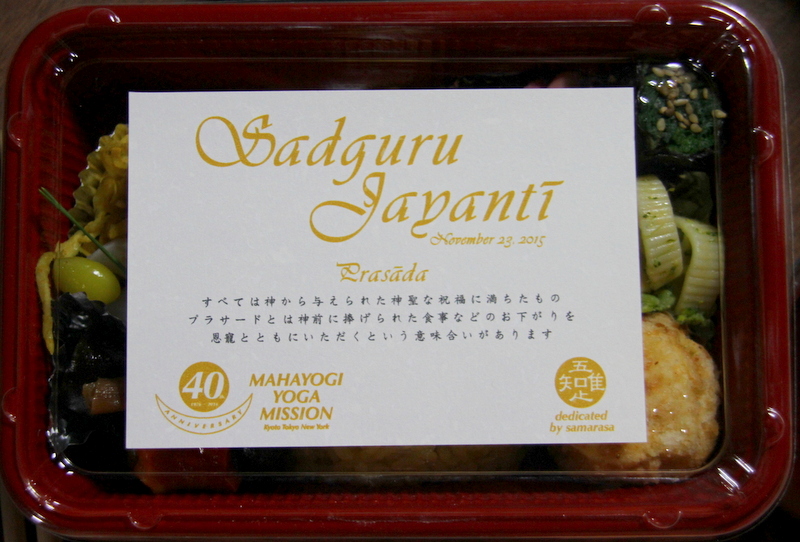 Sadguru
Jayantī
November 23, 2015
Prasāda
すべては神から与えられた神聖な祝福に満ちたもの
プラサードとは神前に捧げられた食事などのお下がりを
恩寵とともにいただくという意味合いがあります
40
ANNIVERSARY
MAHAYOGI
YOGA
MISSION
Kyoto Tokyo New York
dedicated
by samarasa